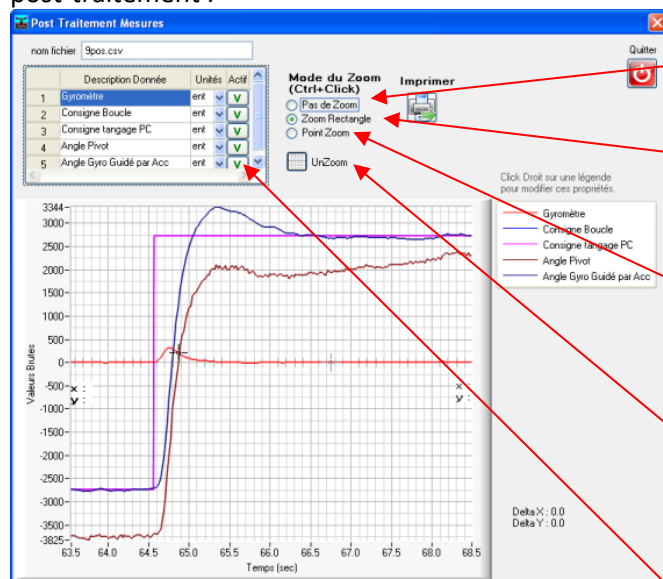 post-traitement :
Post Traitement Mesures
nom fichier 9pos.csv
Quitter
Description Donnée Unités Actif
1 Gyromètre ent V
2 Consigne Boucle ent V
3 Consigne tangage PC ent V
4 Angle Pivot ent V
5 Angle Gyro Guidé par Acc ent V
Mode du Zoom
(Ctrl+Click)
Pas de Zoom
Zoom Rectangle
Point Zoom
UnZoom
Imprimer
Click Droit sur une légende
pour modifier ces propriétés.
Gyromètre
Consigne Boucle
Consigne tangage PC
Angle Pivot
Angle Gyro Guidé par Acc
Valeurs Brutes
3344
3000
2500
2000
1500
1000
500
0
-500
-1000
-1500
-2000
-2500
-3000
-3500
-3825
x :
y :
x :
y :
63.5 64.0 64.5 65.0 65.5 66.0 66.5 67.0 67.5 68.0 68.5
Temps (sec)
Delta X : 0.0
Delta Y : 0.0